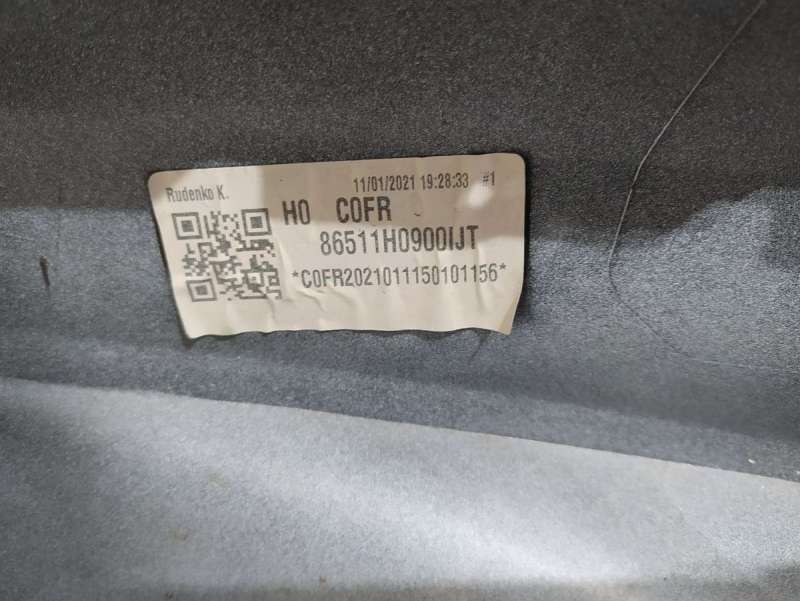 Rudenko K. 11/01/2021 19:28:33 #1
H0 C0FR
86511H0900IJT
*C0FR2021011150101156*